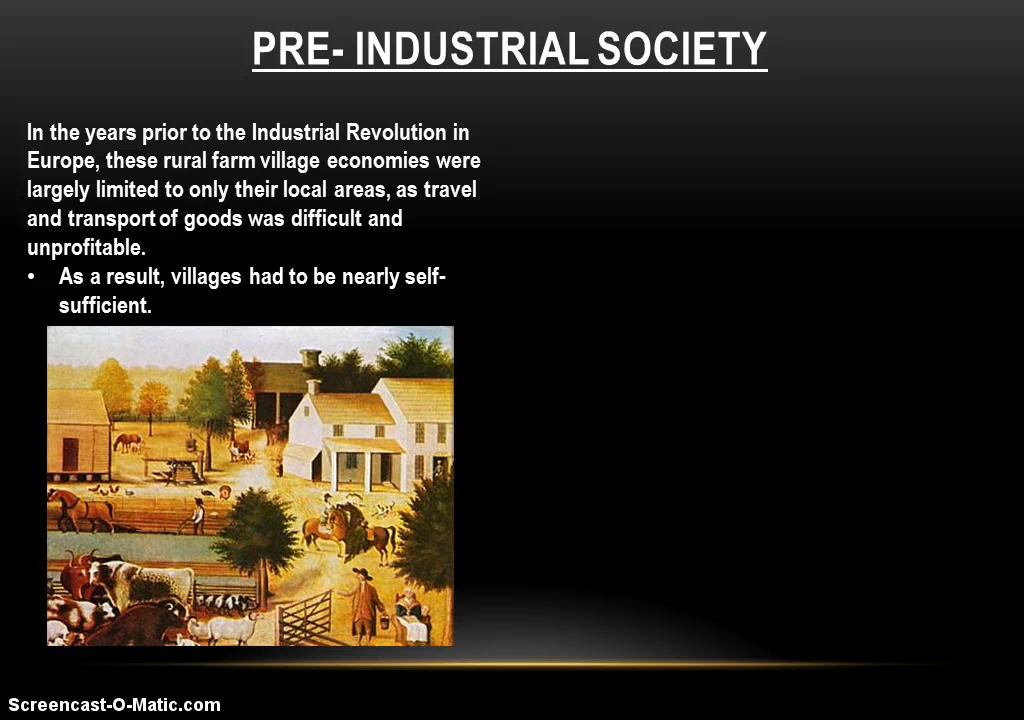 PRE- INDUSTRIAL SOCIETY
In the years prior to the Industrial Revolution in
Europe, these rural farm village economies were
largely limited to only their local areas, as travel
and transport of goods was difficult and
unprofitable.
• As a result, villages had to be nearly self-
sufficient.
Screencast-O-Matic.com